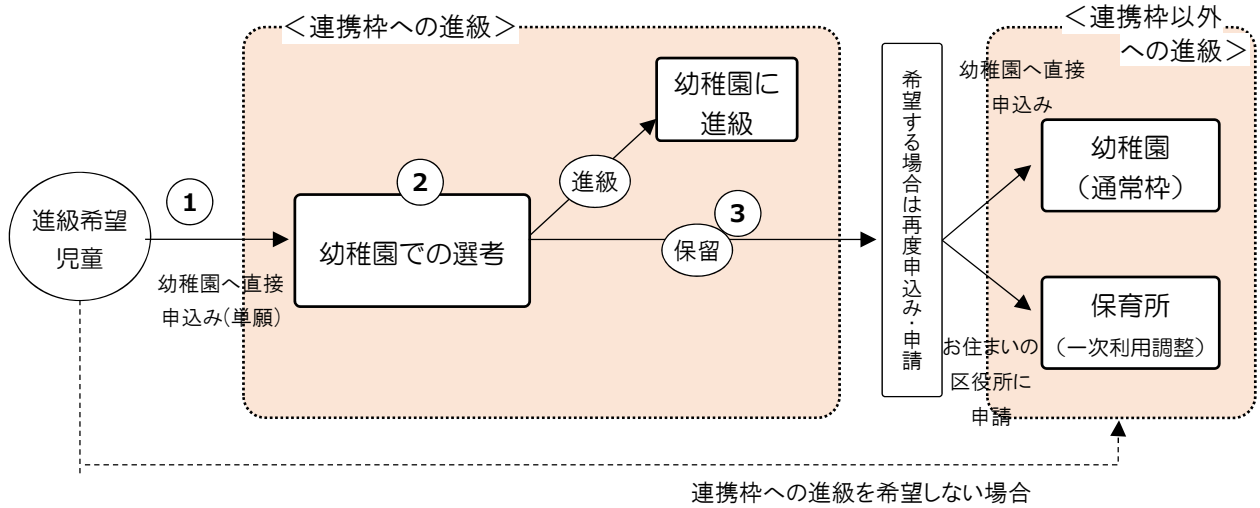 ＜連携枠への進級＞
＜連携枠以外
への進級＞
進級希望
児童
1
幼稚園へ直接
申込み(単願)
2
幼稚園での選考
進級
幼稚園に
進級
3
保留
希望する場合は再度申込み・申請
幼稚園へ直接
申込み
幼稚園
（通常枠）
お住まいの
区役所に
申請
保育所
（一次利用調整）
連携枠への進級を希望しない場合